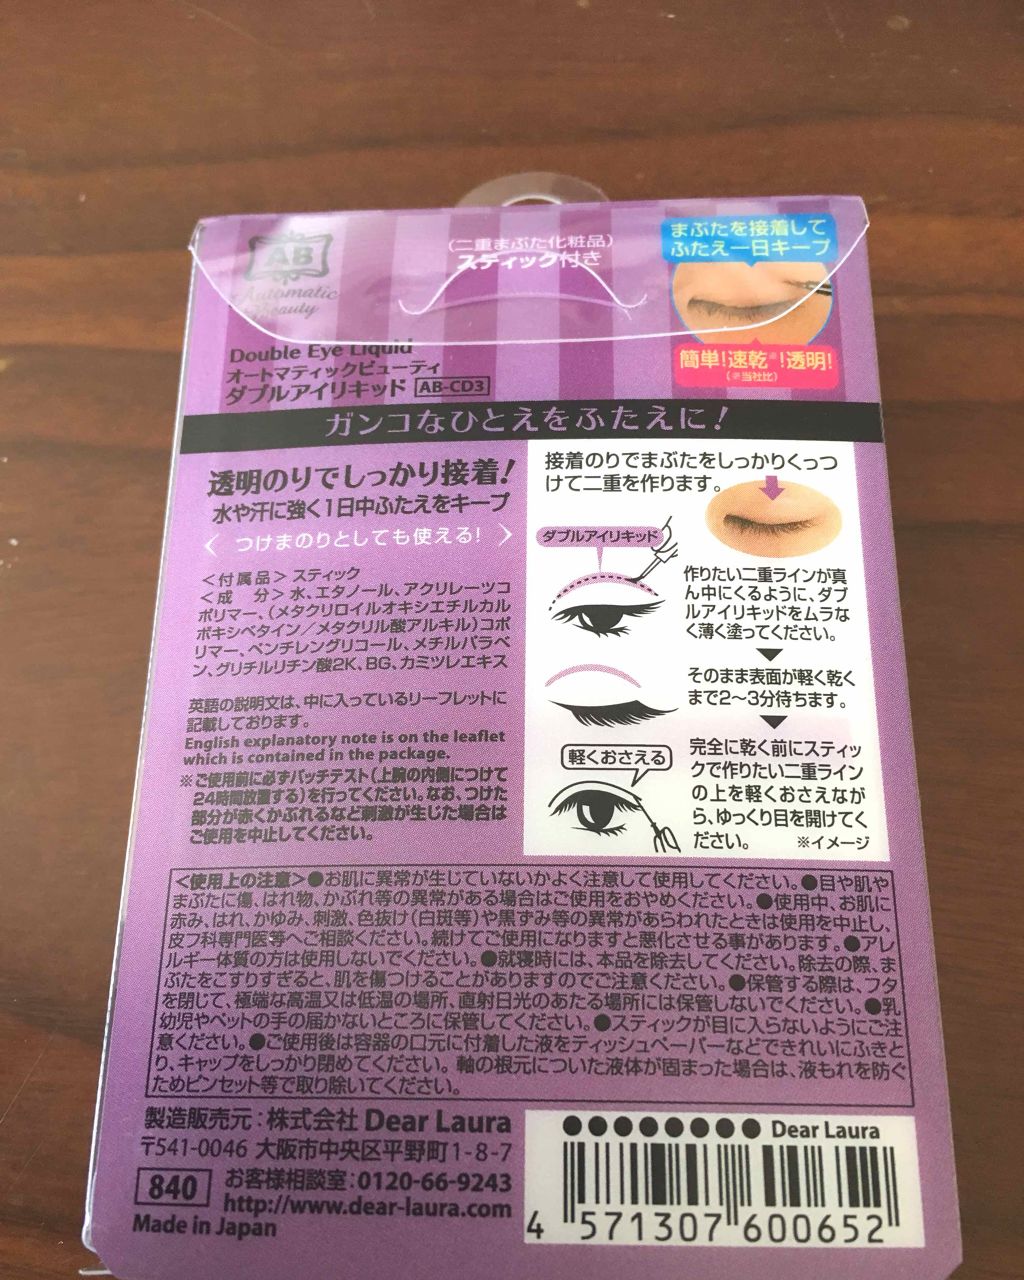 AB
Automatic
Beauty
(二重まぶた化粧品)
スティック付き
まぶたを接着して
ふたえ一日キープ
簡単!速乾※!透明!
(※当社比)
Double Eye Liquid
オートマティックビューティ
ダブルアイリキッド AB-CD3
ガンコなひとえをふたえに!
透明のりでしっかり接着!
水や汗に強く1日中ふたえをキープ
〈 つけまのりとしても使える! 〉
＜付属品＞スティック
＜成　分＞水、エタノール、アクリレーツコ
ポリマー、(メタクリロイルオキシエチルカル
ボキシベタイン／メタクリル酸アルキル)コポ
リマー、ペンチレングリコール、メチルパラベ
ン、グリチルリチン酸2K、BG、カミツレエキス
英語の説明文は、中に入っているリーフレットに
記載しております。
English explanatory note is on the leaflet
which is contained in the package.
※ご使用前に必ずパッチテスト(上腕の内側につけて
24時間放置する)を行ってください。なお、つけた
部分が赤くかぶれるなど刺激が生じた場合は
ご使用を中止してください。
接着のりでまぶたをしっかりくっつ
けて二重を作ります。
ダブルアイリキッド
作りたい二重ラインが真
ん中にくるように、ダブ
ルアイリキッドをムラな
く薄く塗ってください。
そのまま表面が軽く乾く
まで2〜3分待ちます。
軽くおさえる
完全に乾く前にスティッ
クで作りたい二重ライン
の上を軽くおさえなが
ら、ゆっくり目を開けてく
ださい。 ※イメージ
＜使用上の注意＞●お肌に異常が生じていないかよく注意して使用してください。●目や肌や
まぶたに傷、はれ物、かぶれ等の異常がある場合はご使用をおやめください。●使用中、お肌に
赤み、はれ、かゆみ、刺激、色抜け(白斑等)や黒ずみ等の異常があらわれたときは使用を中止し、
皮フ科専門医等へご相談ください。続けてご使用になりますと悪化させる事があります。●アレ
ルギー体質の方は使用しないでください。●就寝時には、本品を除去してください。除去の際、ま
ぶたをこすりすぎると、肌を傷つけることがありますのでご注意ください。●保管する際は、フタ
を閉じて、極端な高温又は低温の場所、直射日光のあたる場所には保管しないでください。●乳
幼児やペットの手の届かないところに保管してください。●スティックが目に入らないようにご注
意ください。●ご使用後は容器の口元に付着した液をティッシュペーパーなどできれいにふきと
り、キャップをしっかり閉めてください。軸の根元についた液体が固まった場合は、液もれを防ぐ
ためピンセット等で取り除いてください。
製造販売元：株式会社 Dear Laura
〒541-0046 大阪市中央区平野町1-8-7
840 お客様相談室：0120-66-9243
http://www.dear-laura.com
Made in Japan
●●●●●●●● Dear Laura
4 571307 600652